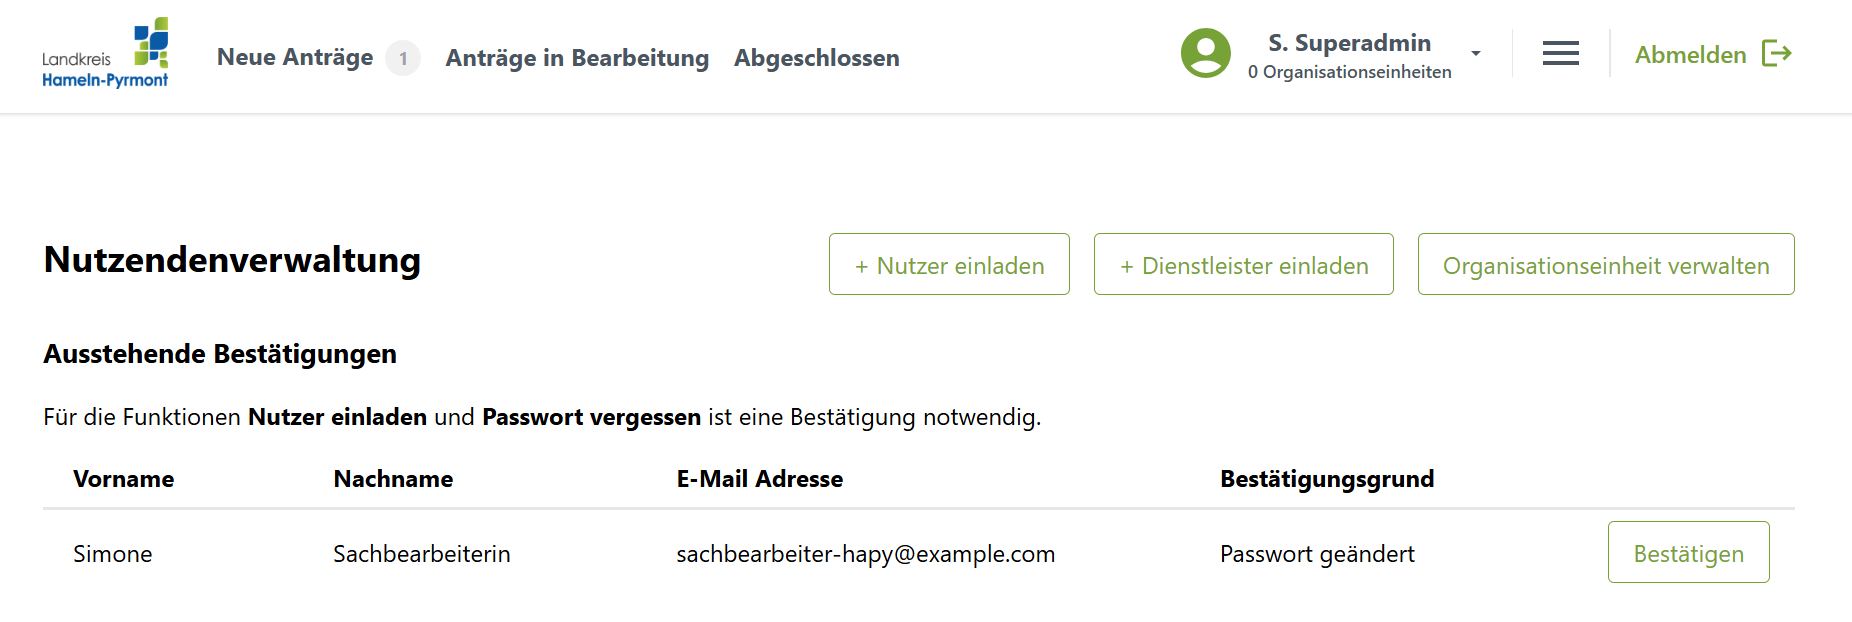 Landkreis
Hameln-Pyrmont
Neue Anträge 1 Anträge in Bearbeitung Abgeschlossen
S. Superadmin
0 Organisationseinheiten
Abmelden
Nutzendenverwaltung
+ Nutzer einladen + Dienstleister einladen Organisationseinheit verwalten
Ausstehende Bestätigungen
Für die Funktionen Nutzer einladen und Passwort vergessen ist eine Bestätigung notwendig.
Vorname Nachname E-Mail Adresse Bestätigungsgrund
Simone Sachbearbeiterin sachbearbeiter-hapy@example.com Passwort geändert Bestätigen